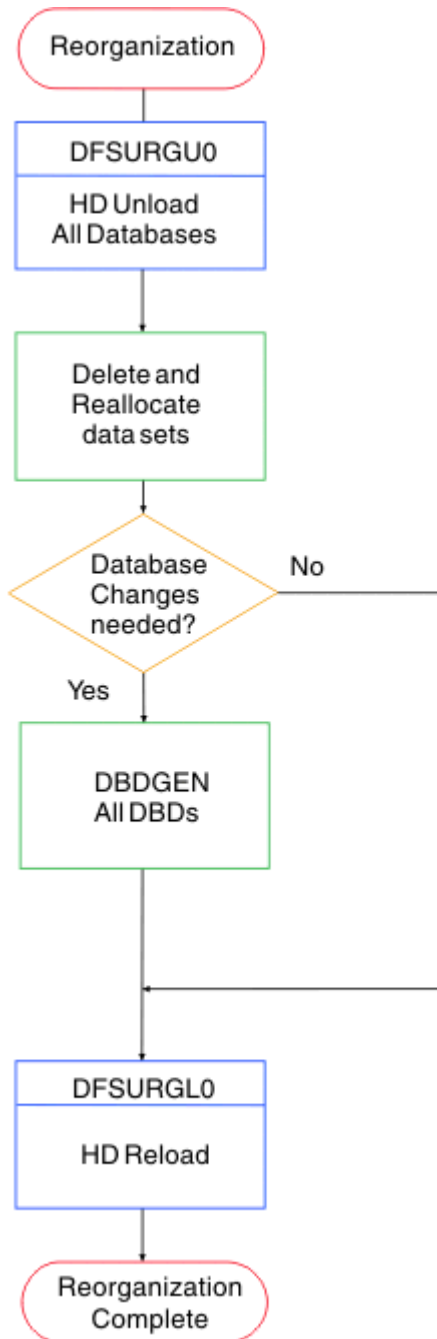 Reorganization
DFSURGU0
HD Unload
All Databases
Delete and
Reallocate
data sets
Database
Changes
needed?
No
Yes
DBDGEN
All DBDs
DFSURGL0
HD Reload
Reorganization
Complete